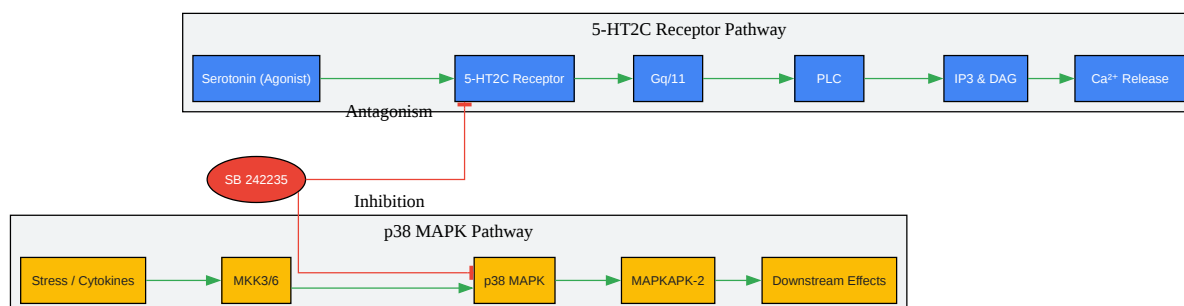 5-HT2C Receptor Pathway
Serotonin (Agonist)
5-HT2C Receptor
Gq/11
PLC
IP3 & DAG
Ca²⁺ Release
Antagonism
SB 242235
Inhibition
p38 MAPK Pathway
Stress / Cytokines
MKK3/6
p38 MAPK
MAPKAPK-2
Downstream Effects